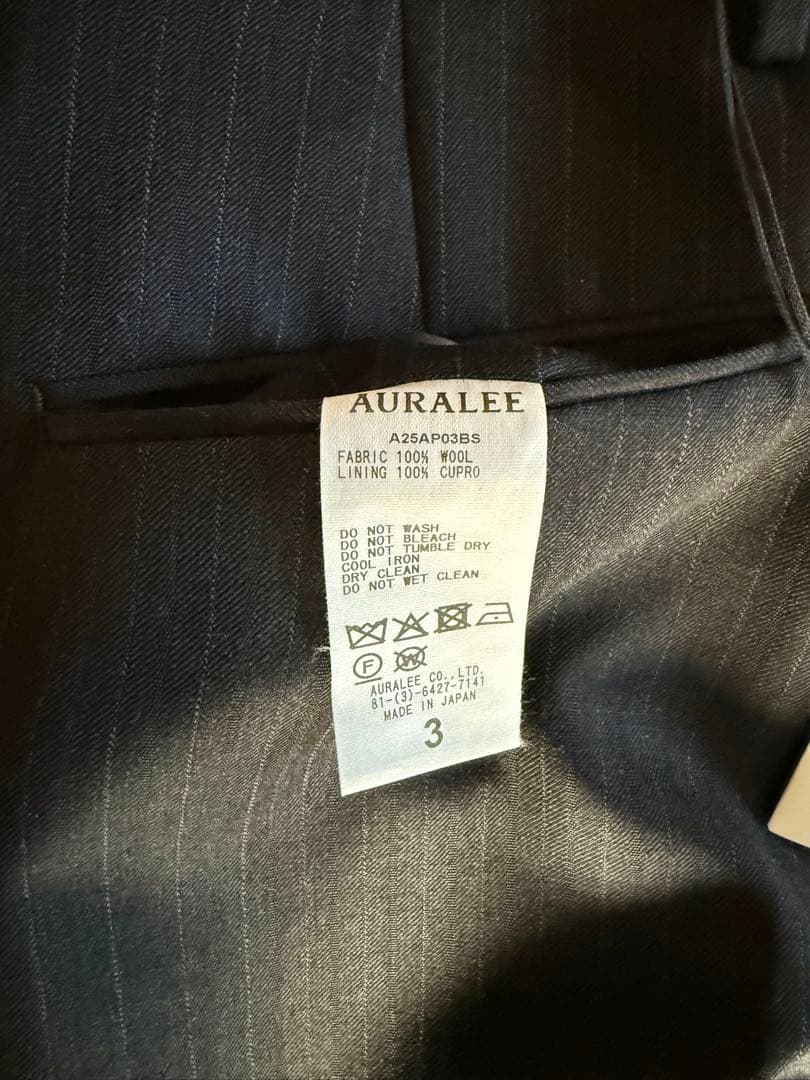 AURALEE
A25AP03BS
FABRIC 100% WOOL
LINING 100% CUPRO
DO NOT WASH
DO NOT BLEACH
DO NOT TUMBLE DRY
COOL IRON
DRY CLEAN
DO NOT WET CLEAN
F W
AURALEE CO.,LTD.
81-(3)-6427-7141
MADE IN JAPAN
3